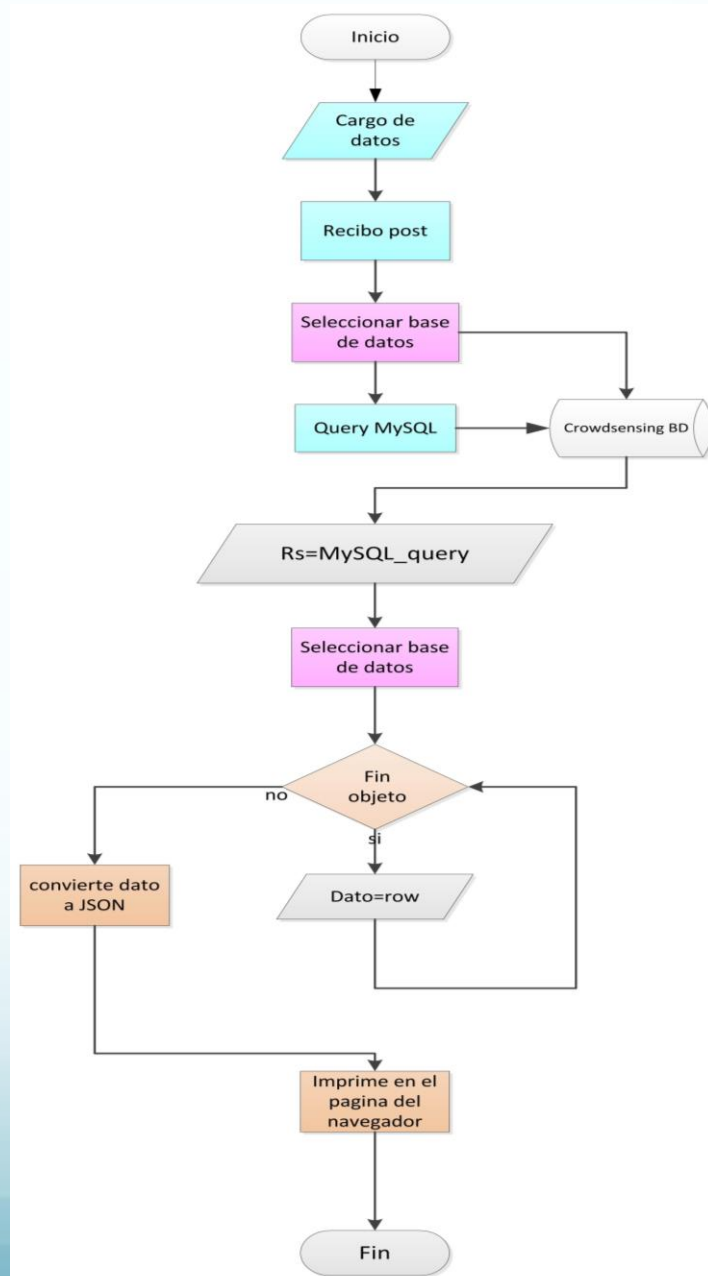 Inicio
Cargo de
datos
Recibo post
Seleccionar base
de datos
Query MySQL
Crowdsensing BD
Rs=MySQL_query
Seleccionar base
de datos
Fin
objeto
no
si
convierte dato
a JSON
Dato=row
Imprime en el
pagina del
navegador
Fin